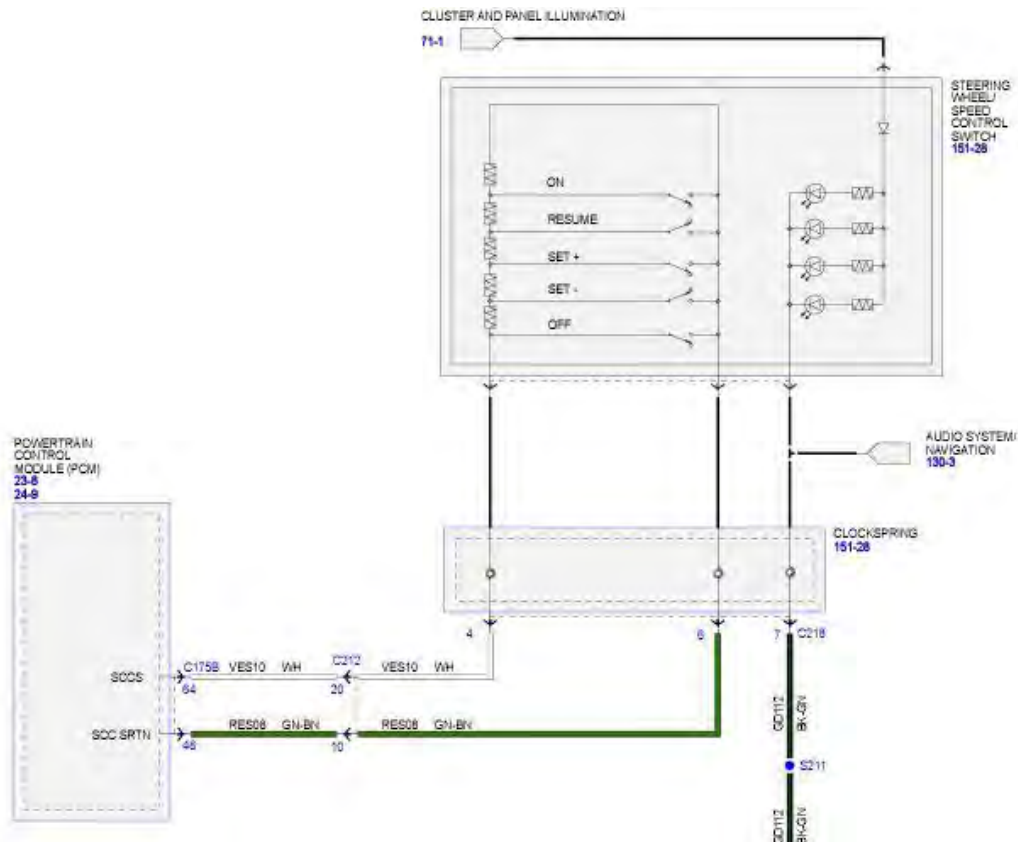 CLUSTER AND PANEL ILLUMINATION
71-1
STEERING
WHEEL/
SPEED
CONTROL
SWITCH
151-28
ON
RESUME
SET +
SET -
OFF
AUDIO SYSTEM/
NAVIGATION
130-3
POWERTRAIN
CONTROL
MODULE (PCM)
23-8
24-9
CLOCKSPRING
151-28
4
6
7 C218
SCCS
C175B VES10 WH
C212
VES10 WH
64
20
SCC SRTN
RES08 GN-BN
RES08 GN-BN
46
10
GD112
BK-GN
S211
GD112
BK-GN